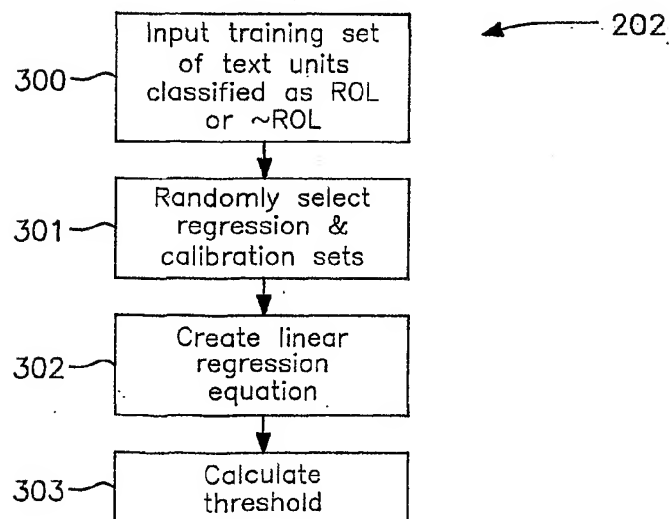 Input training set
of text units
classified as ROL
or ~ROL
202
300
Randomly select
regression &
calibration sets
301
Create linear
regression
equation
302
Calculate
threshold
303